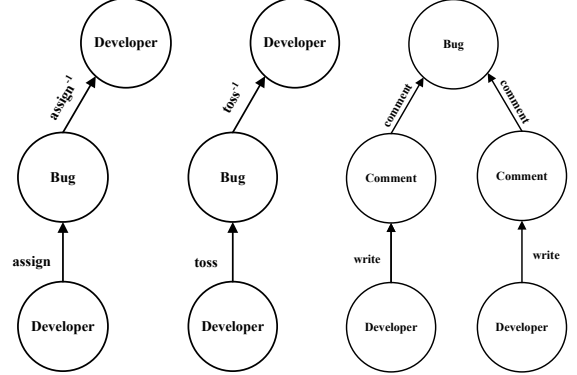 Developer
Developer
Bug
assign⁻¹
toss⁻¹
comment
comment
Bug
Bug
Comment
Comment
assign
toss
write
write
Developer
Developer
Developer
Developer